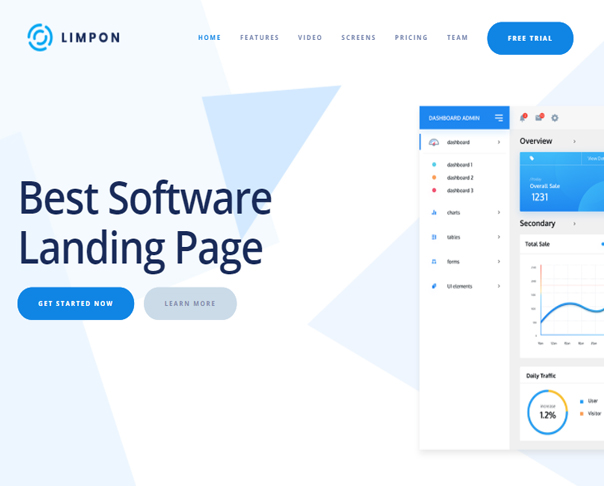 LIMPON
HOME FEATURES VIDEO SCREENS PRICING TEAM FREE TRIAL
Best Software
Landing Page
GET STARTED NOW LEARN MORE
DASHBOARD ADMIN
dashboard
dashboard 1
dashboard 2
dashboard 3
charts
tables
forms
UI elements
Overview
Overall Sale
1231
Secondary
Total Sale
Daily Traffic
1.2%
User
Visitor